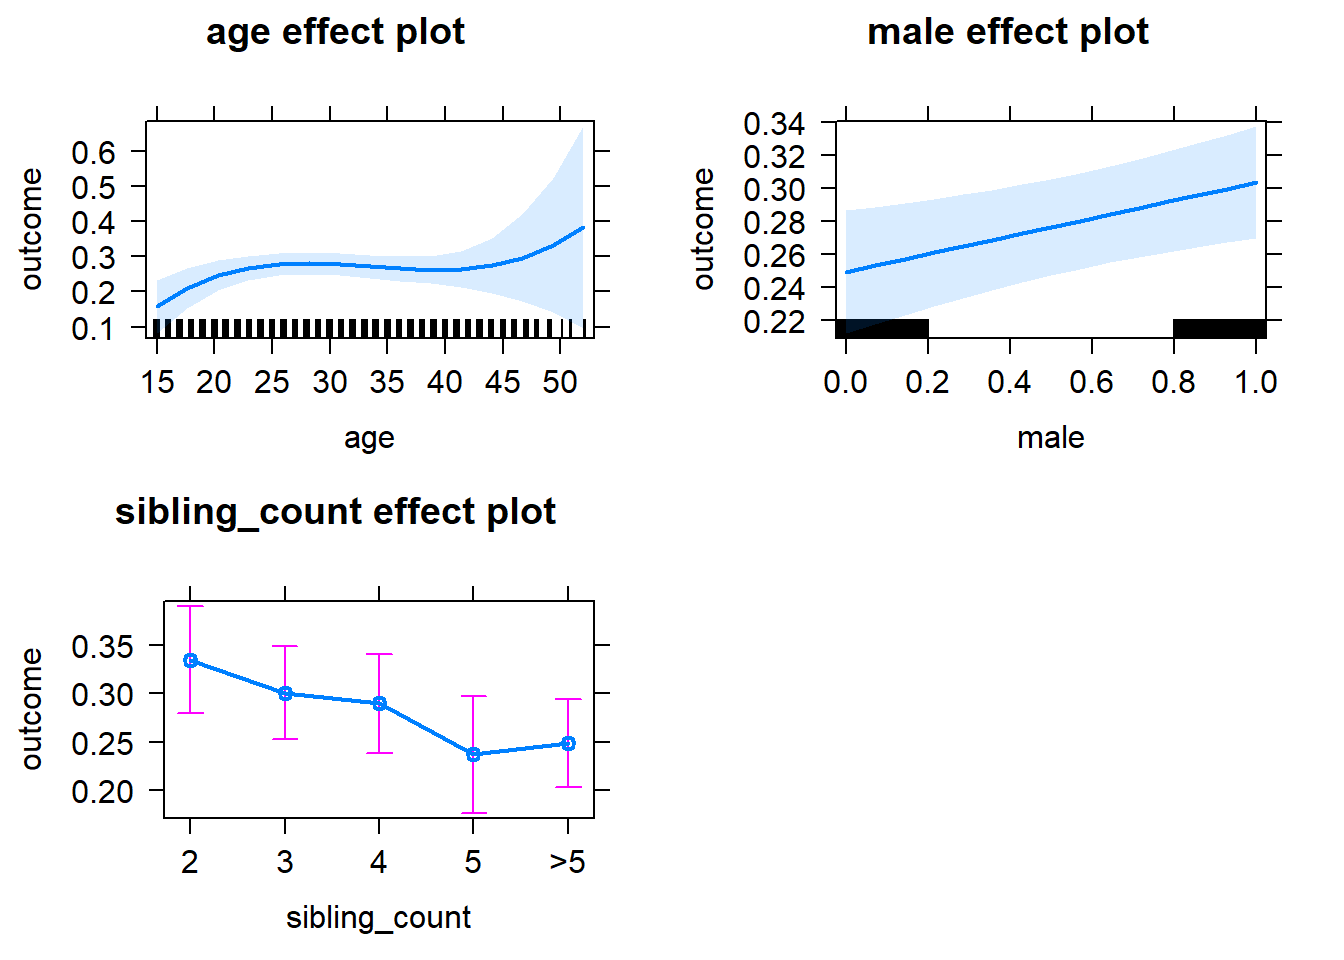 age effect plot
outcome
0.6
0.5
0.4
0.3
0.2
0.1
15 20 25 30 35 40 45 50
age
male effect plot
outcome
0.34
0.32
0.30
0.28
0.26
0.24
0.22
0.0 0.2 0.4 0.6 0.8 1.0
male
sibling_count effect plot
outcome
0.35
0.30
0.25
0.20
2 3 4 5 >5
sibling_count